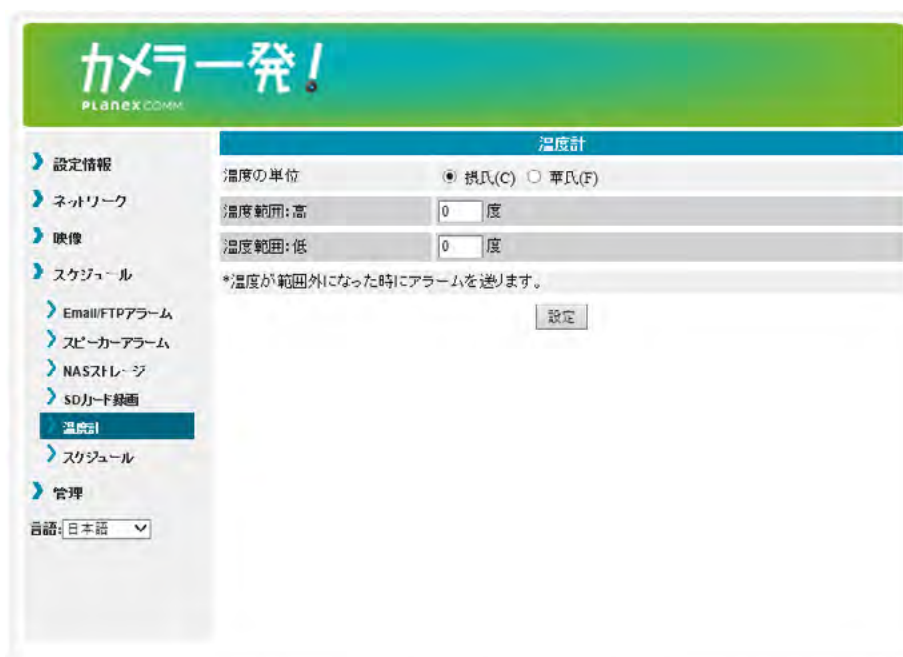 カメラ一発!
PLANEX COMM
設定情報
ネットワーク
映像
スケジュール
Email/FTPアラーム
スピーカーアラーム
NASストレージ
SDカード録画
温度計
スケジュール
管理
言語:日本語
温度計
温度の単位 摂氏(C) 華氏(F)
温度範囲:高 0 度
温度範囲:低 0 度
*温度が範囲外になった時にアラームを送ります。
設定